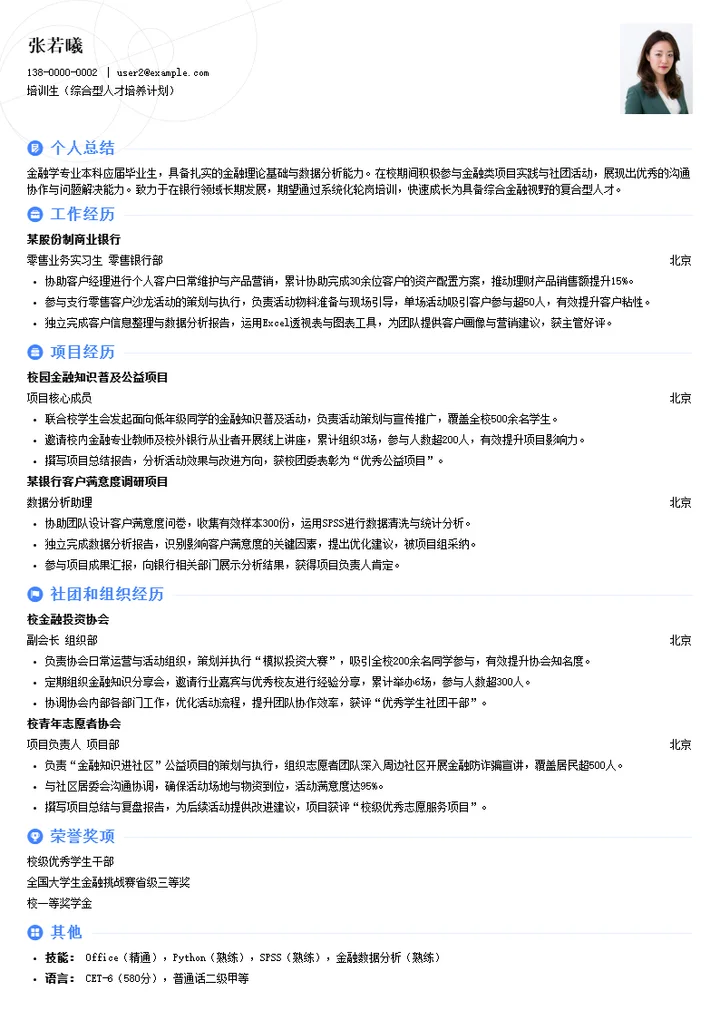 张若曦
138-0000-0002 | user2@example.com
培训生（综合型人才培养计划）
个人总结
金融学专业本科应届毕业生，具备扎实的金融理论基础与数据分析能力。在校期间积极参与金融类项目实践与社团活动，展现出优秀的沟通
协作与问题解决能力。致力于在银行领域长期发展，期望通过系统化轮岗培训，快速成长为具备综合金融视野的复合型人才。
工作经历
某股份制商业银行
零售业务实习生 零售银行部 北京
• 协助客户经理进行个人客户日常维护与产品营销，累计协助完成30余位客户的资产配置方案，推动理财产品销售额提升15%。
• 参与支行零售客户沙龙活动的策划与执行，负责活动物料准备与现场引导，单场活动吸引客户参与超50人，有效提升客户粘性。
• 独立完成客户信息整理与数据分析报告，运用Excel透视表与图表工具，为团队提供客户画像与营销建议，获主管好评。
项目经历
校园金融知识普及公益项目
项目核心成员 北京
• 联合校学生会发起面向低年级同学的金融知识普及活动，负责活动策划与宣传推广，覆盖全校500余名学生。
• 邀请校内金融专业教师及校外银行从业者开展线上讲座，累计组织3场，参与人数超200人，有效提升项目影响力。
• 撰写项目总结报告，分析活动效果与改进方向，获校团委表彰为“优秀公益项目”。
某银行客户满意度调研项目
数据分析助理 北京
• 协助团队设计客户满意度问卷，收集有效样本300份，运用SPSS进行数据清洗与统计分析。
• 独立完成数据分析报告，识别影响客户满意度的关键因素，提出优化建议，被项目组采纳。
• 参与项目成果汇报，向银行相关部门展示分析结果，获得项目负责人肯定。
社团和组织经历
校金融投资协会
副会长 组织部 北京
• 负责协会日常运营与活动组织，策划并执行“模拟投资大赛”，吸引全校200余名同学参与，有效提升协会知名度。
• 定期组织金融知识分享会，邀请行业嘉宾与优秀校友进行经验分享，累计举办6场，参与人数超300人。
• 协调协会内部各部门工作，优化活动流程，提升团队协作效率，获评“优秀学生社团干部”。
校青年志愿者协会
项目负责人 项目部 北京
• 负责“金融知识进社区”公益项目的策划与执行，组织志愿者团队深入周边社区开展金融防诈骗宣讲，覆盖居民超500人。
• 与社区居委会沟通协调，确保活动场地与物资到位，活动满意度达95%。
• 撰写项目总结与复盘报告，为后续活动提供改进建议，项目获评“校级优秀志愿服务项目”。
荣誉奖项
校级优秀学生干部
全国大学生金融挑战赛省级三等奖
校一等奖学金
其他
• 技能： Office（精通），Python（熟练），SPSS（熟练），金融数据分析（熟练）
• 语言： CET-6（580分），普通话二级甲等